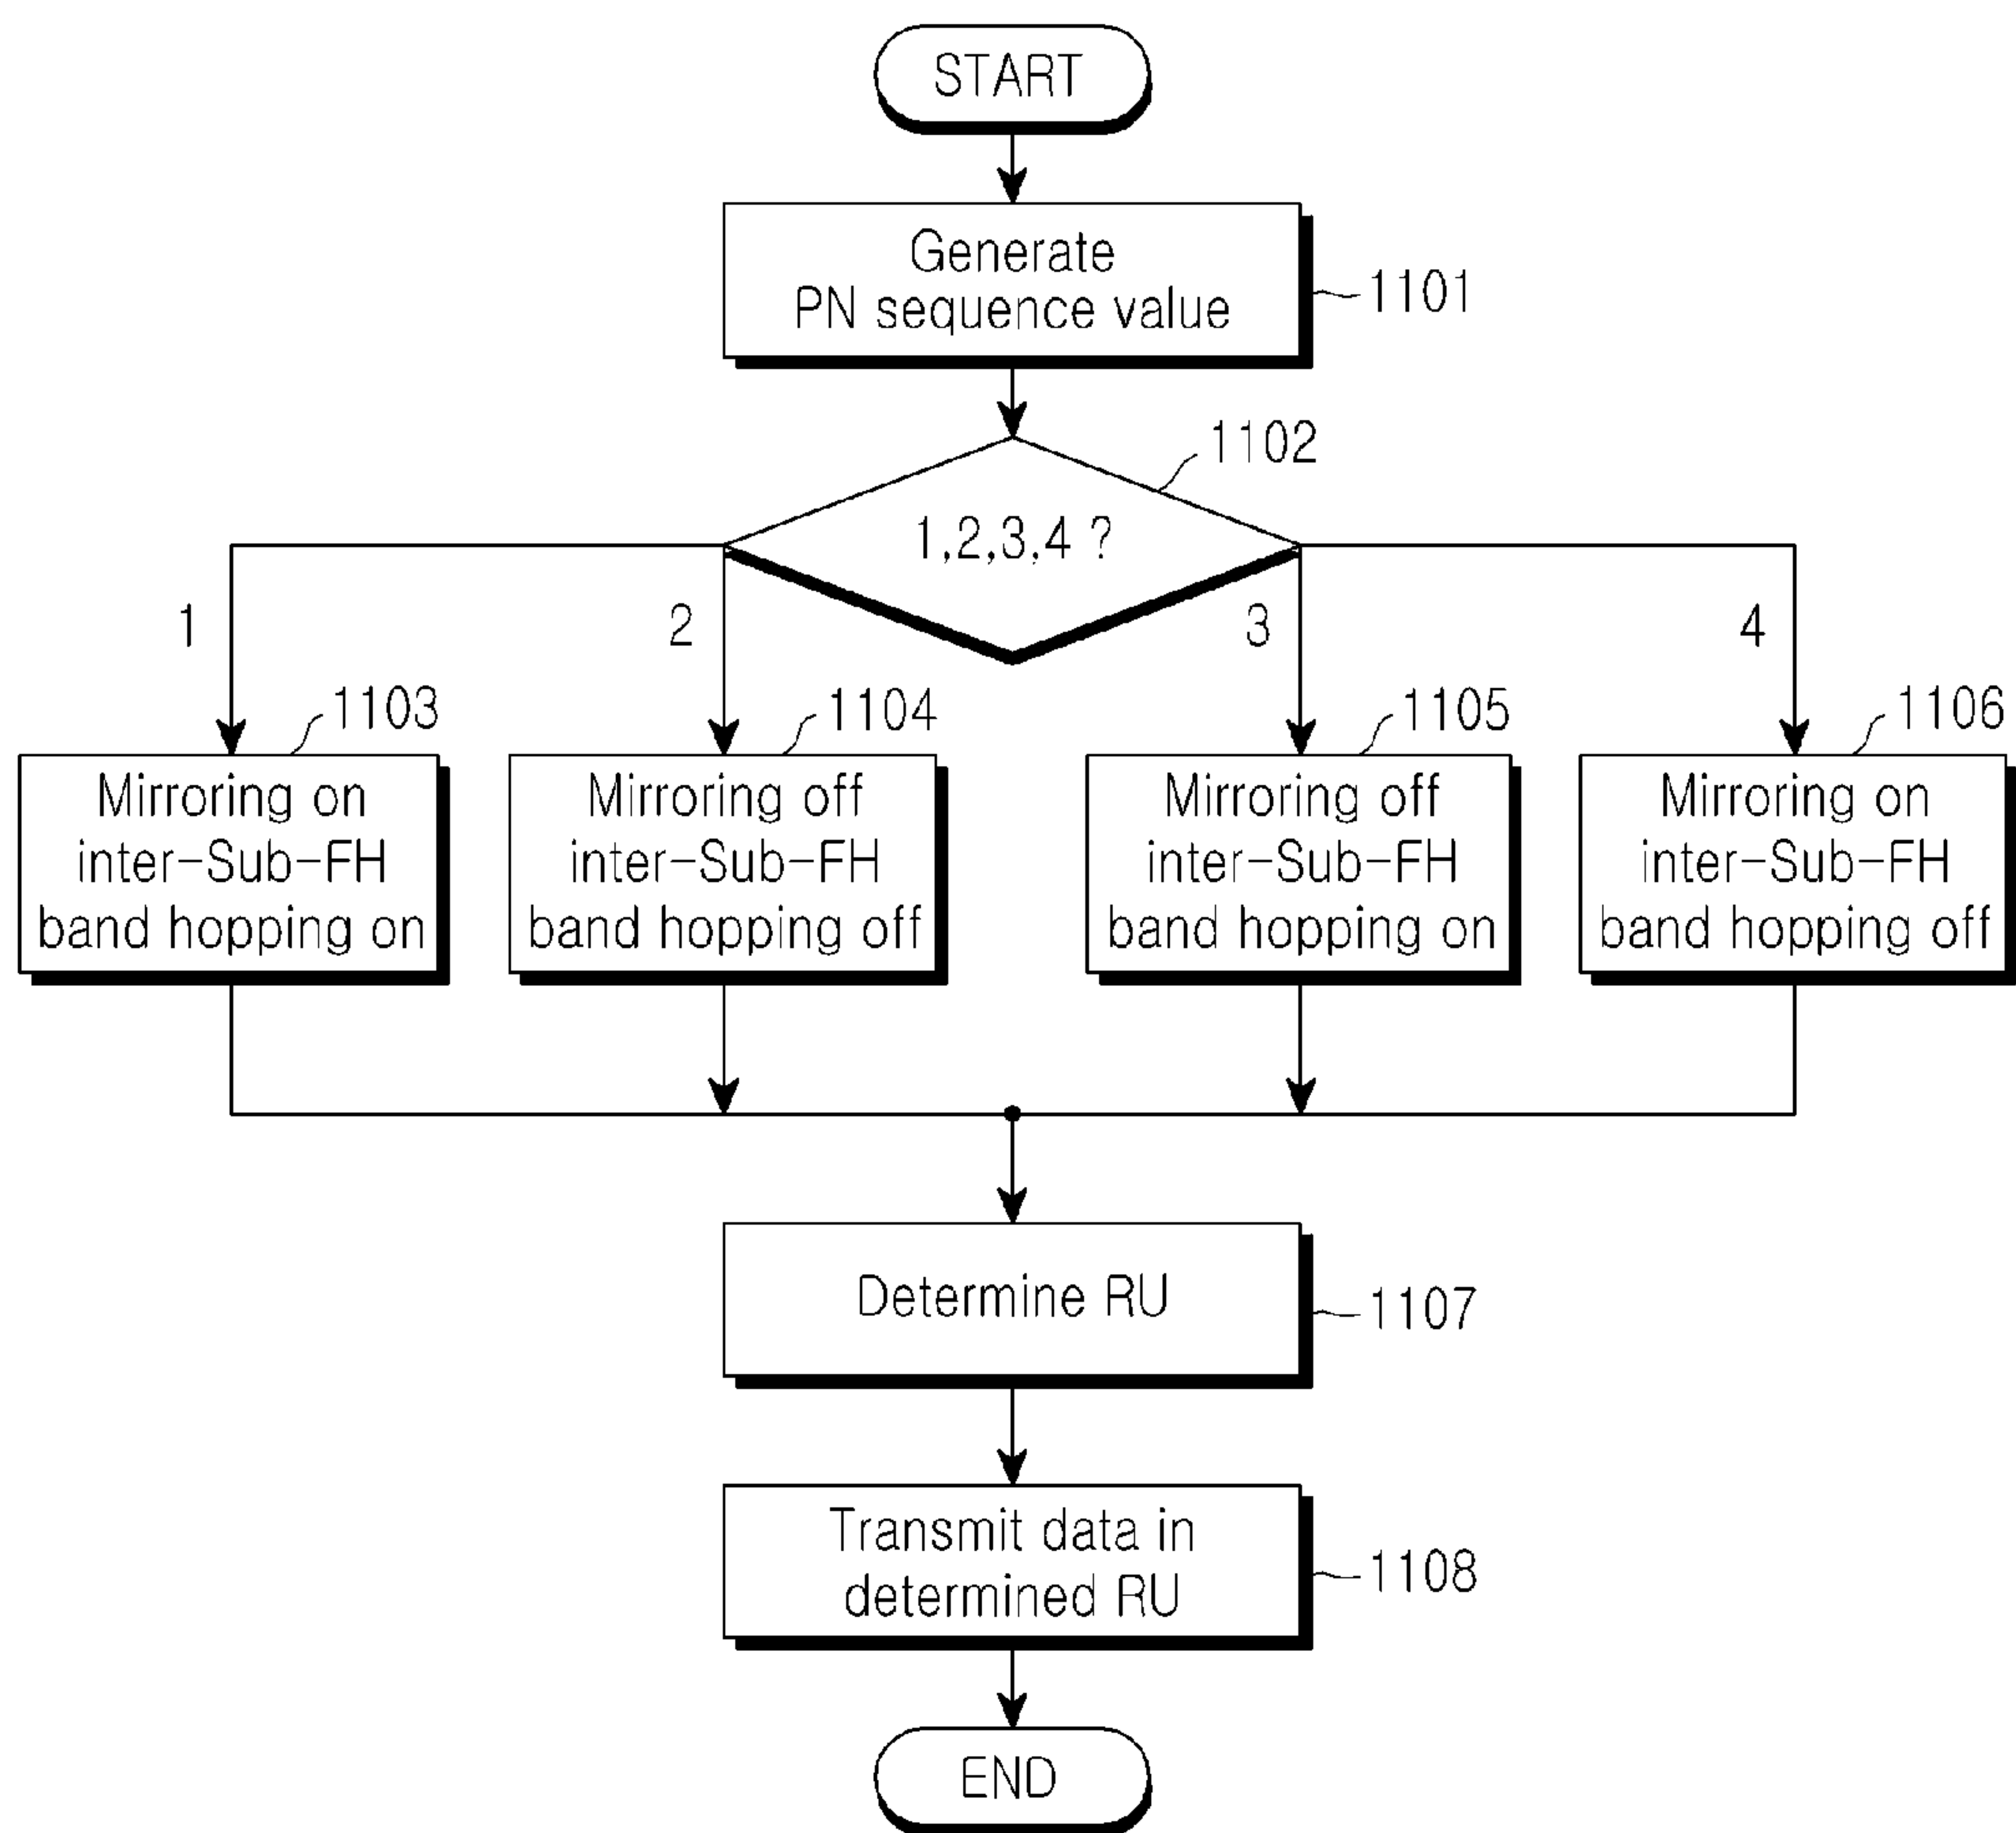 START
Generate
PN sequence value
1101
1102
1,2,3,4 ?
1
2
3
4
1103
Mirroring on
inter-Sub-FH
band hopping on
1104
Mirroring off
inter-Sub-FH
band hopping off
1105
Mirroring off
inter-Sub-FH
band hopping on
1106
Mirroring on
inter-Sub-FH
band hopping off
Determine RU
1107
Transmit data in
determined RU
1108
END